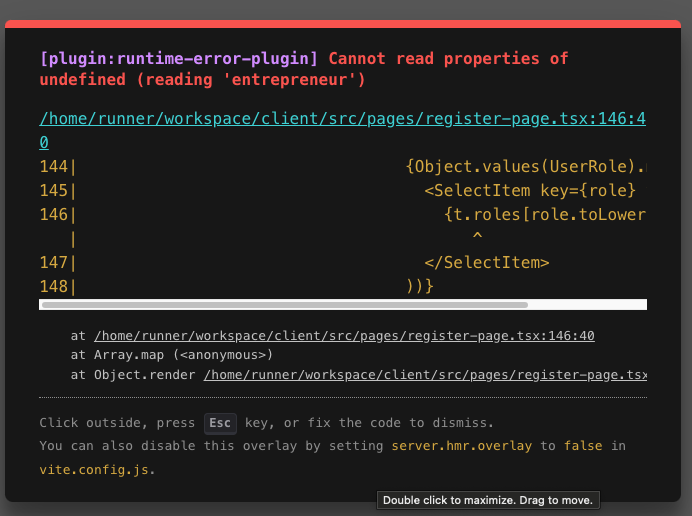 [plugin:runtime-error-plugin] Cannot read properties of
undefined (reading 'entrepreneur')
/home/runner/workspace/client/src/pages/register-page.tsx:146:4
0
144| {Object.values(UserRole).
145| <SelectItem key={role}
146| {t.roles[role.toLower
| ^
147| </SelectItem>
148| ))}
at /home/runner/workspace/client/src/pages/register-page.tsx:146:40
at Array.map (<anonymous>)
at Object.render /home/runner/workspace/client/src/pages/register-page.tsx
Click outside, press Esc key, or fix the code to dismiss.
You can also disable this overlay by setting server.hmr.overlay to false in
vite.config.js.
Double click to maximize. Drag to move.